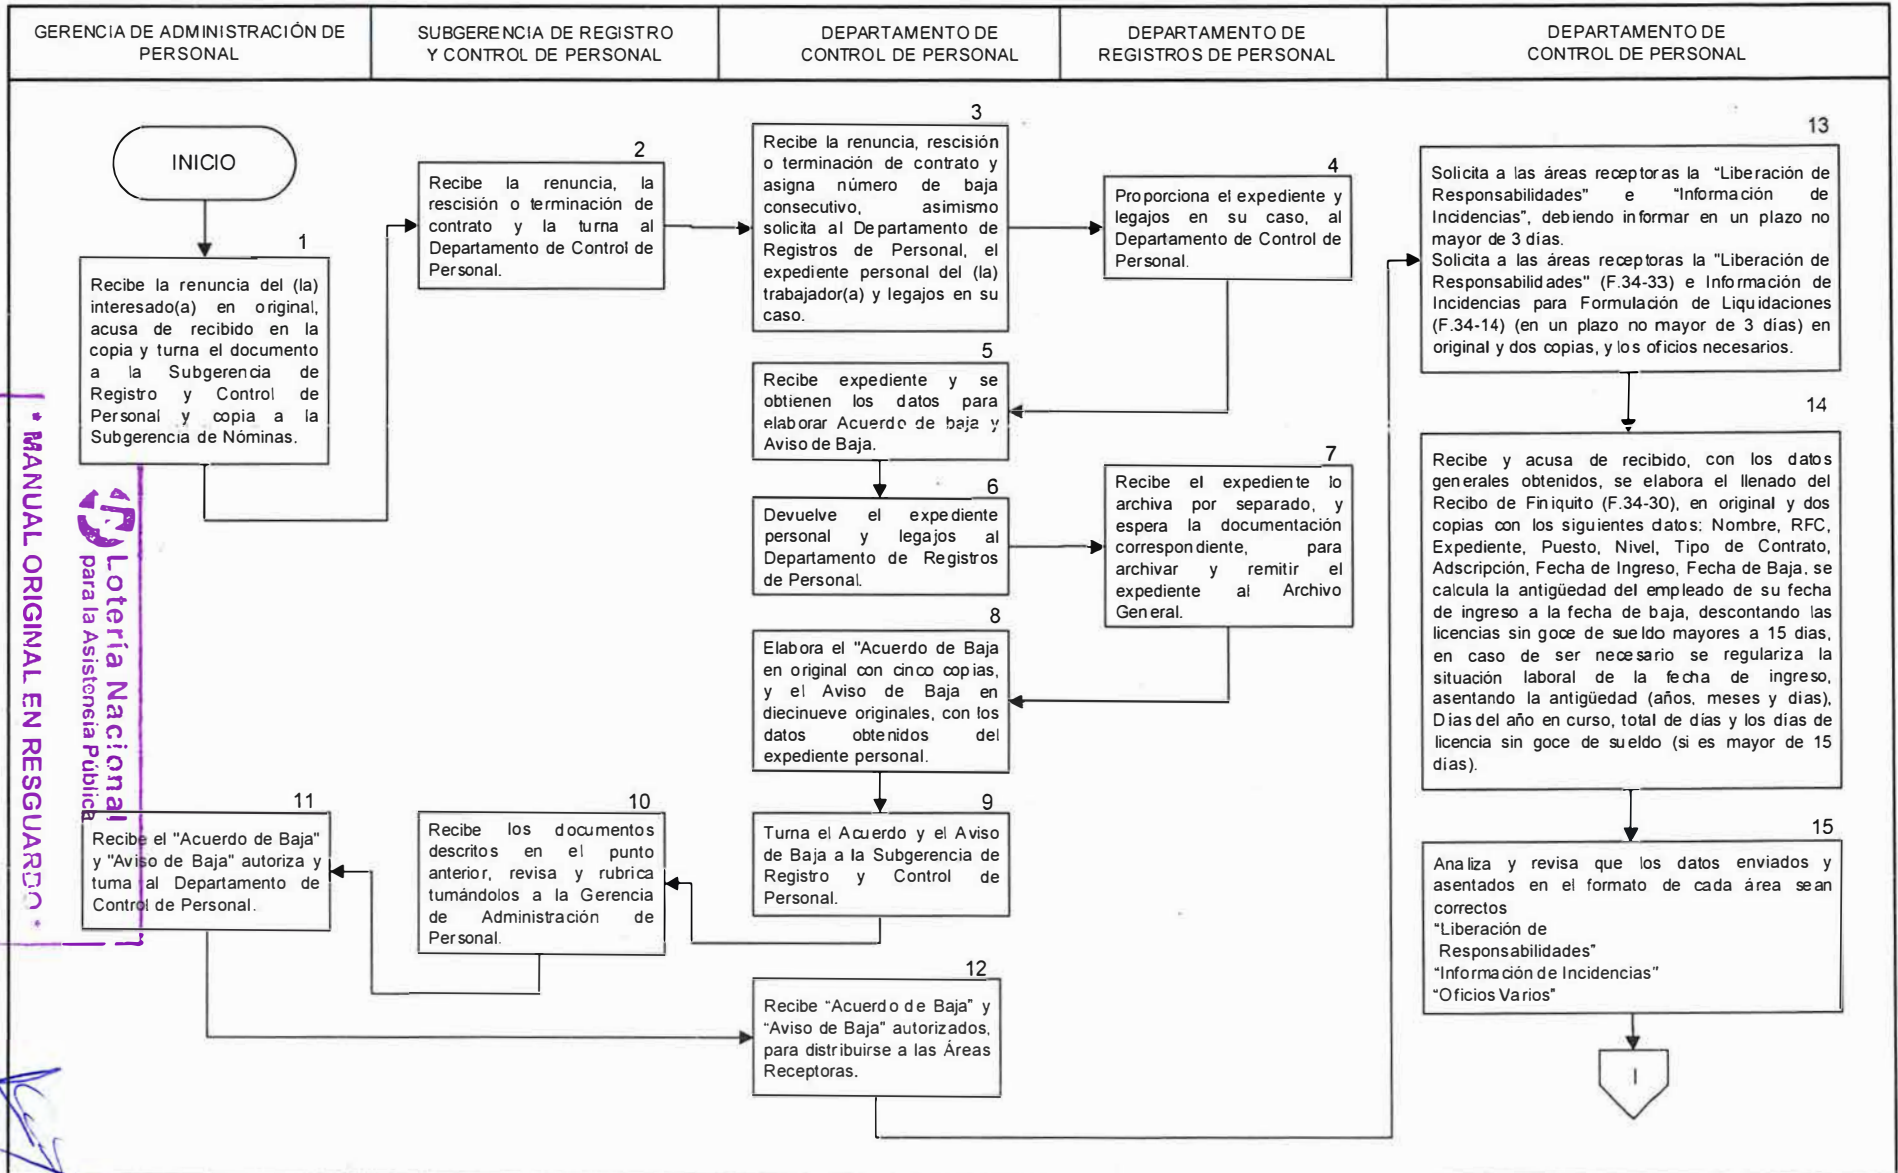 GERENCIA DE ADMINISTRACIÓN DE
PERSONAL
SUBGERENCIA DE REGISTRO
Y CONTROL DE PERSONAL
DEPARTAMENTO DE
CONTROL DE PERSONAL
DEPARTAMENTO DE
REGISTROS DE PERSONAL
DEPARTAMENTO DE
CONTROL DE PERSONAL
INICIO
1
Recibe la renuncia del (la)
interesado(a) en original,
acusa de recibido en la
copia y turna el documento
a la Subgerencia de
Registro y Control de
Personal y copia a la
Subgerencia de Nóminas.
2
Recibe la renuncia, la
rescisión o terminación de
contrato y la turna al
Departamento de Control de
Personal.
3
Recibe la renuncia, rescisión
o terminación de contrato y
asigna número de baja
consecutivo, asimismo
solicita al Departamento de
Registros de Personal, el
expediente personal del (la)
trabajador(a) y legajos en su
caso.
4
Proporciona el expediente y
legajos en su caso, al
Departamento de Control de
Personal.
5
Recibe expediente y se
obtienen los datos para
elaborar Acuerdo de baja y
Aviso de Baja.
6
Devuelve el expediente
personal y legajos al
Departamento de Registros
de Personal.
7
Recibe el expediente lo
archiva por separado, y
espera la documentación
correspondiente, para
archivar y remitir el
expediente al Archivo
General.
8
Elabora el "Acuerdo de Baja
en original con cinco copias,
y el Aviso de Baja en
diecinueve originales, con los
datos obtenidos del
expediente personal.
9
Turna el Acuerdo y el Aviso
de Baja a la Subgerencia de
Registro y Control de
Personal.
10
Recibe los documentos
descritos en el punto
anterior, revisa y rubrica
tumándolos a la Gerencia
de Administración de
Personal.
11
Recibe el "Acuerdo de Baja"
y "Aviso de Baja" autoriza y
tuma al Departamento de
Control de Personal.
12
Recibe "Acuerdo de Baja" y
"Aviso de Baja" autorizados,
para distribuirse a las Áreas
Receptoras.
13
Solicita a las áreas receptoras la "Liberación de
Responsabilidades" e "Información de
Incidencias", debiendo informar en un plazo no
mayor de 3 días.
Solicita a las áreas receptoras la "Liberación de
Responsabilidades" (F.34-33) e Información de
Incidencias para Formulación de Liquidaciones
(F.34-14) (en un plazo no mayor de 3 días) en
original y dos copias, y los oficios necesarios.
14
Recibe y acusa de recibido, con los datos
generales obtenidos, se elabora el llenado del
Recibo de Finiquito (F.34-30), en original y dos
copias con los siguientes datos: Nombre, RFC,
Expediente, Puesto, Nivel, Tipo de Contrato,
Adscripción, Fecha de Ingreso, Fecha de Baja, se
calcula la antigüedad del empleado de su fecha
de ingreso a la fecha de baja, descontando las
licencias sin goce de sueldo mayores a 15 dias,
en caso de ser necesario se regulariza la
situación laboral de la fecha de ingreso,
asentando la antigüedad (años, meses y dias),
Dias del año en curso, total de días y los días de
licencia sin goce de sueldo (si es mayor de 15
dias).
15
Analiza y revisa que los datos enviados y
asentados en el formato de cada área sean
correctos
"Liberación de
Responsabilidades"
"Información de Incidencias"
"Oficios Varios"
I
Lotería Nacional
para la Asistencia Pública
* MANUAL ORIGINAL EN RESGUARDO *